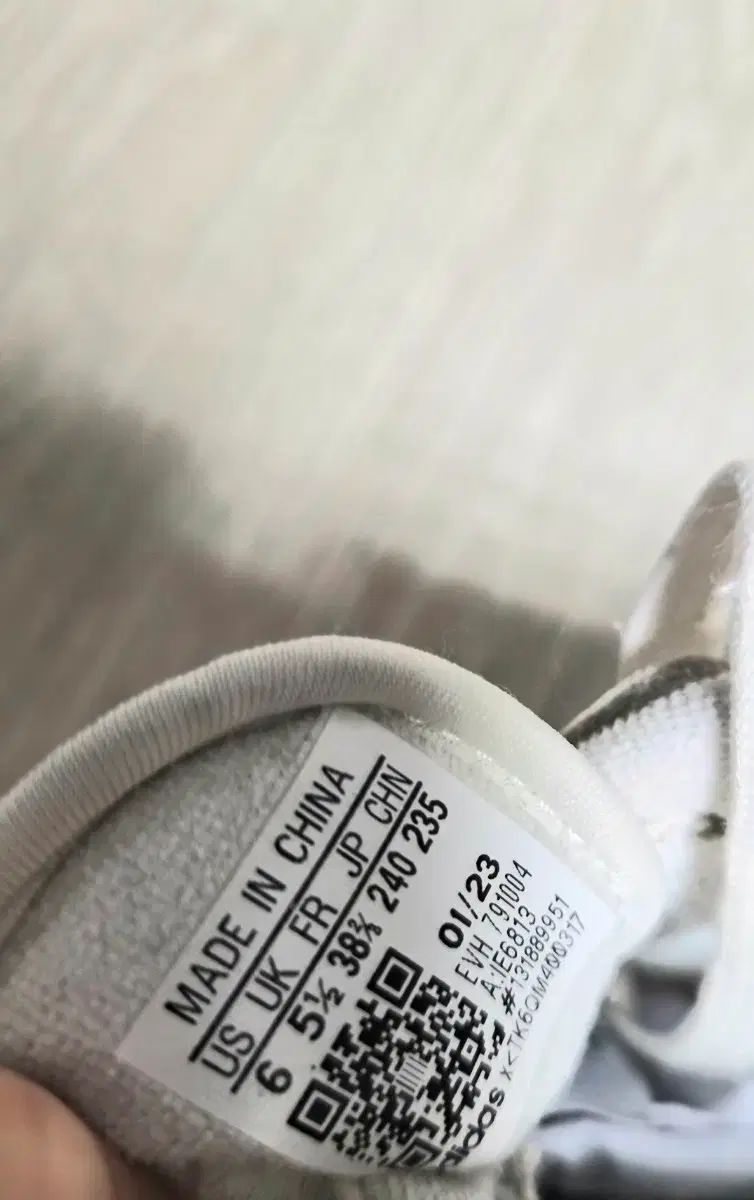 MADE IN CHINA
US UK FR JP CHN
6 5½ 38⅔ 240 235
01/23
EVH 791004
A:IE6813
#131889951
x<TK6QIM400317
adidas